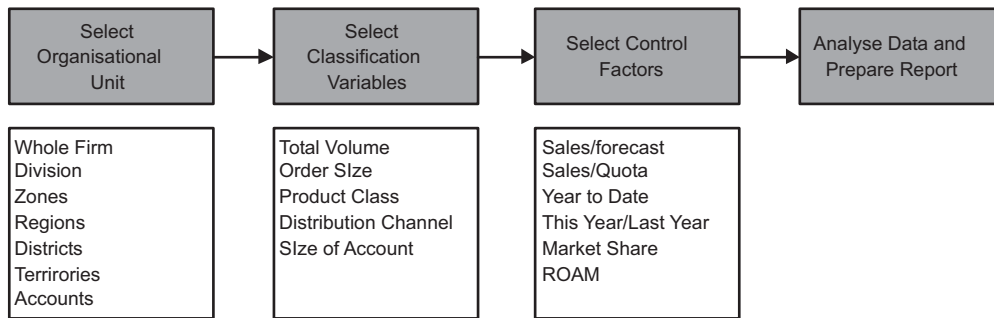 Select
Organisational
Unit
Select
Classification
Variables
Select Control
Factors
Analyse Data and
Prepare Report
Whole Firm
Division
Zones
Regions
Districts
Terrirories
Accounts
Total Volume
Order SIze
Product Class
Distribution Channel
SIze of Account
Sales/forecast
Sales/Quota
Year to Date
This Year/Last Year
Market Share
ROAM